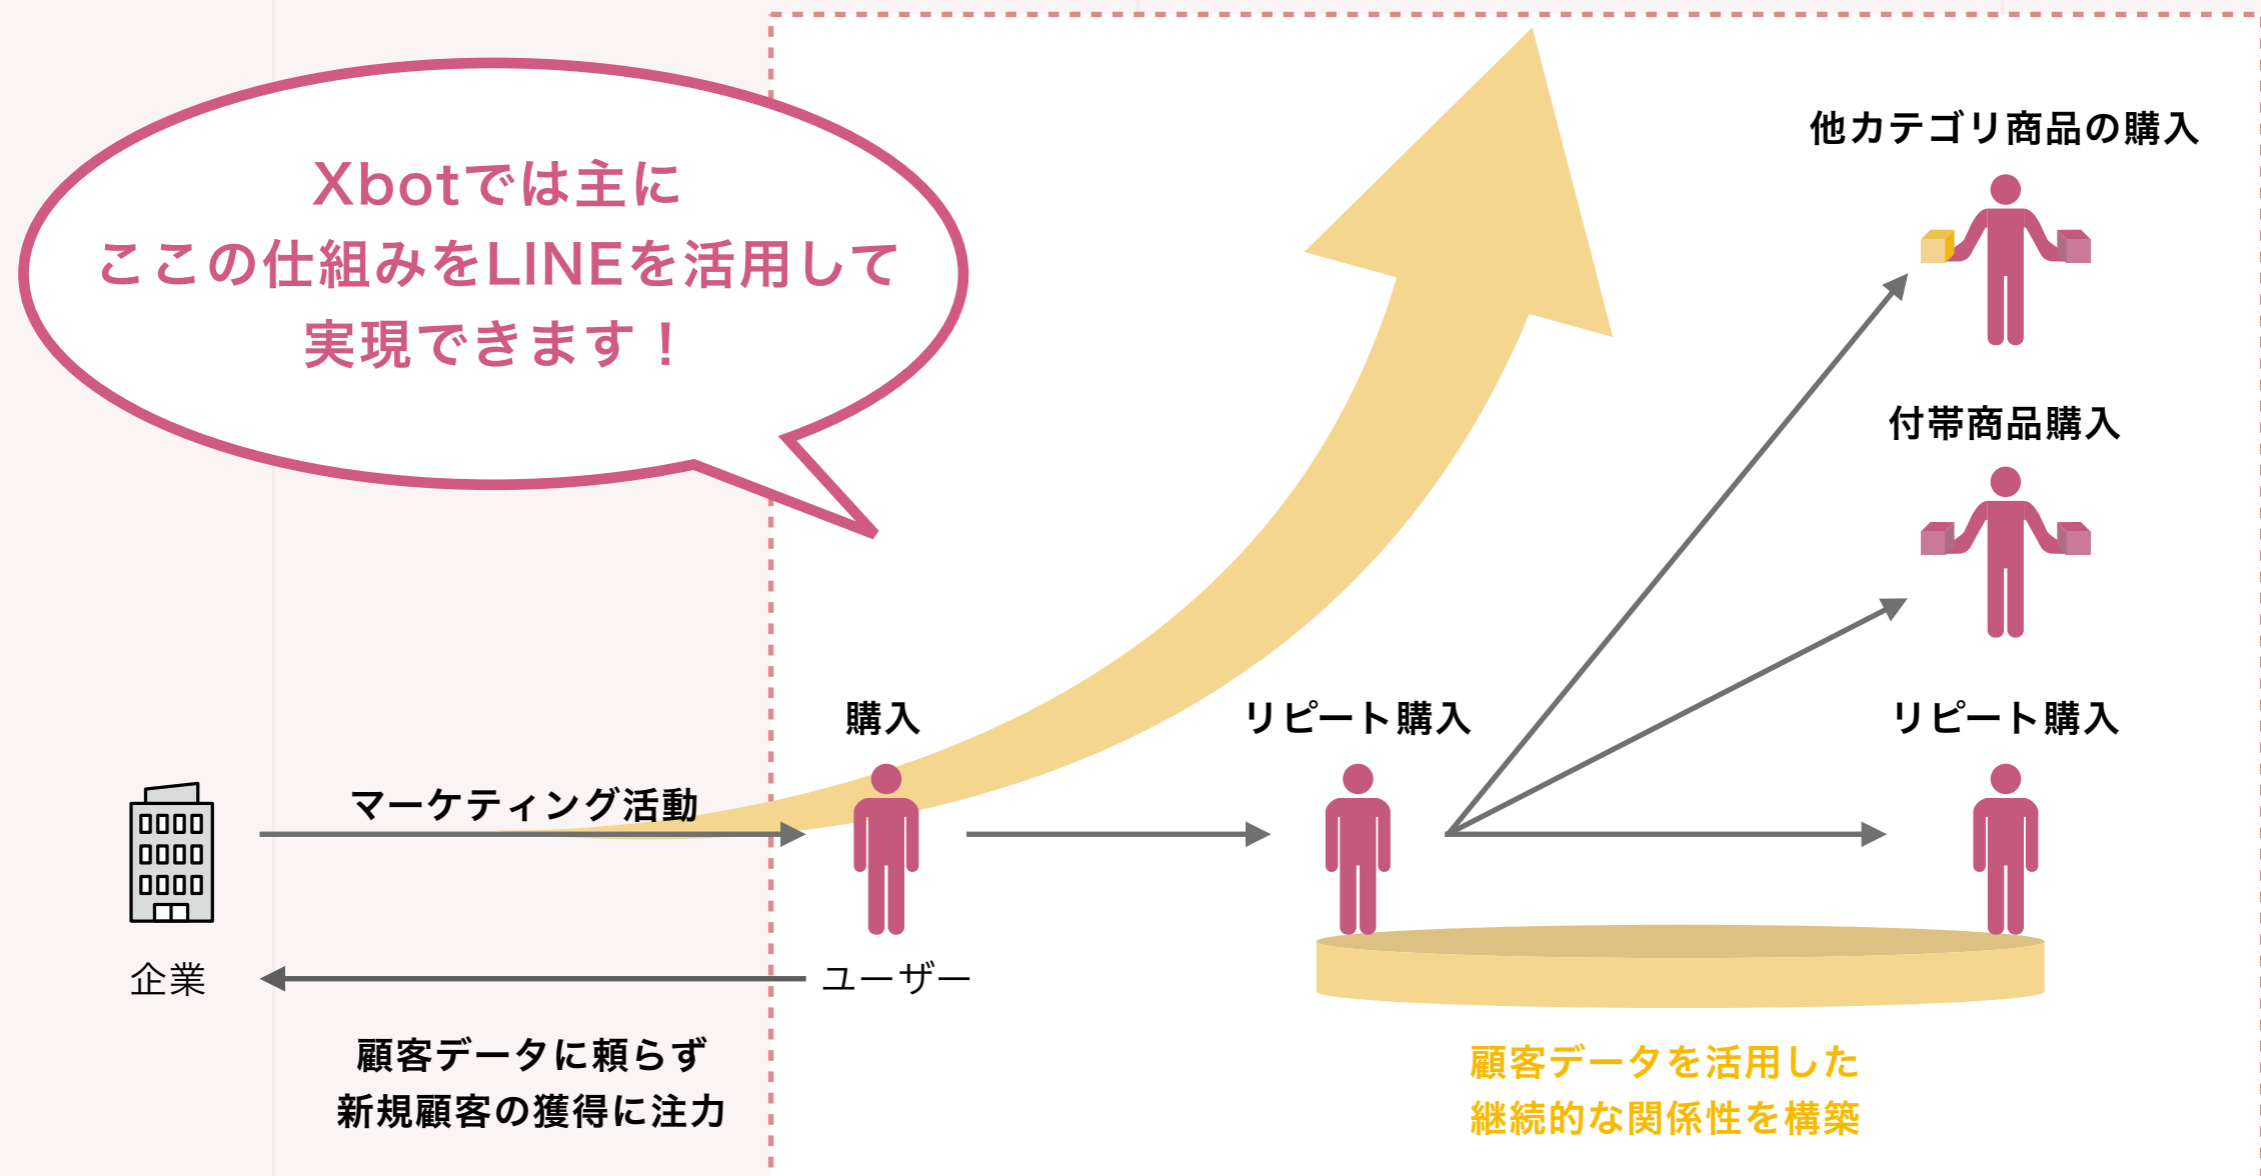 Xbotでは主に
ここの仕組みをLINEを活用して
実現できます！
他カテゴリ商品の購入
付帯商品購入
購入
リピート購入
リピート購入
マーケティング活動
企業
ユーザー
顧客データに頼らず
新規顧客の獲得に注力
顧客データを活用した
継続的な関係性を構築